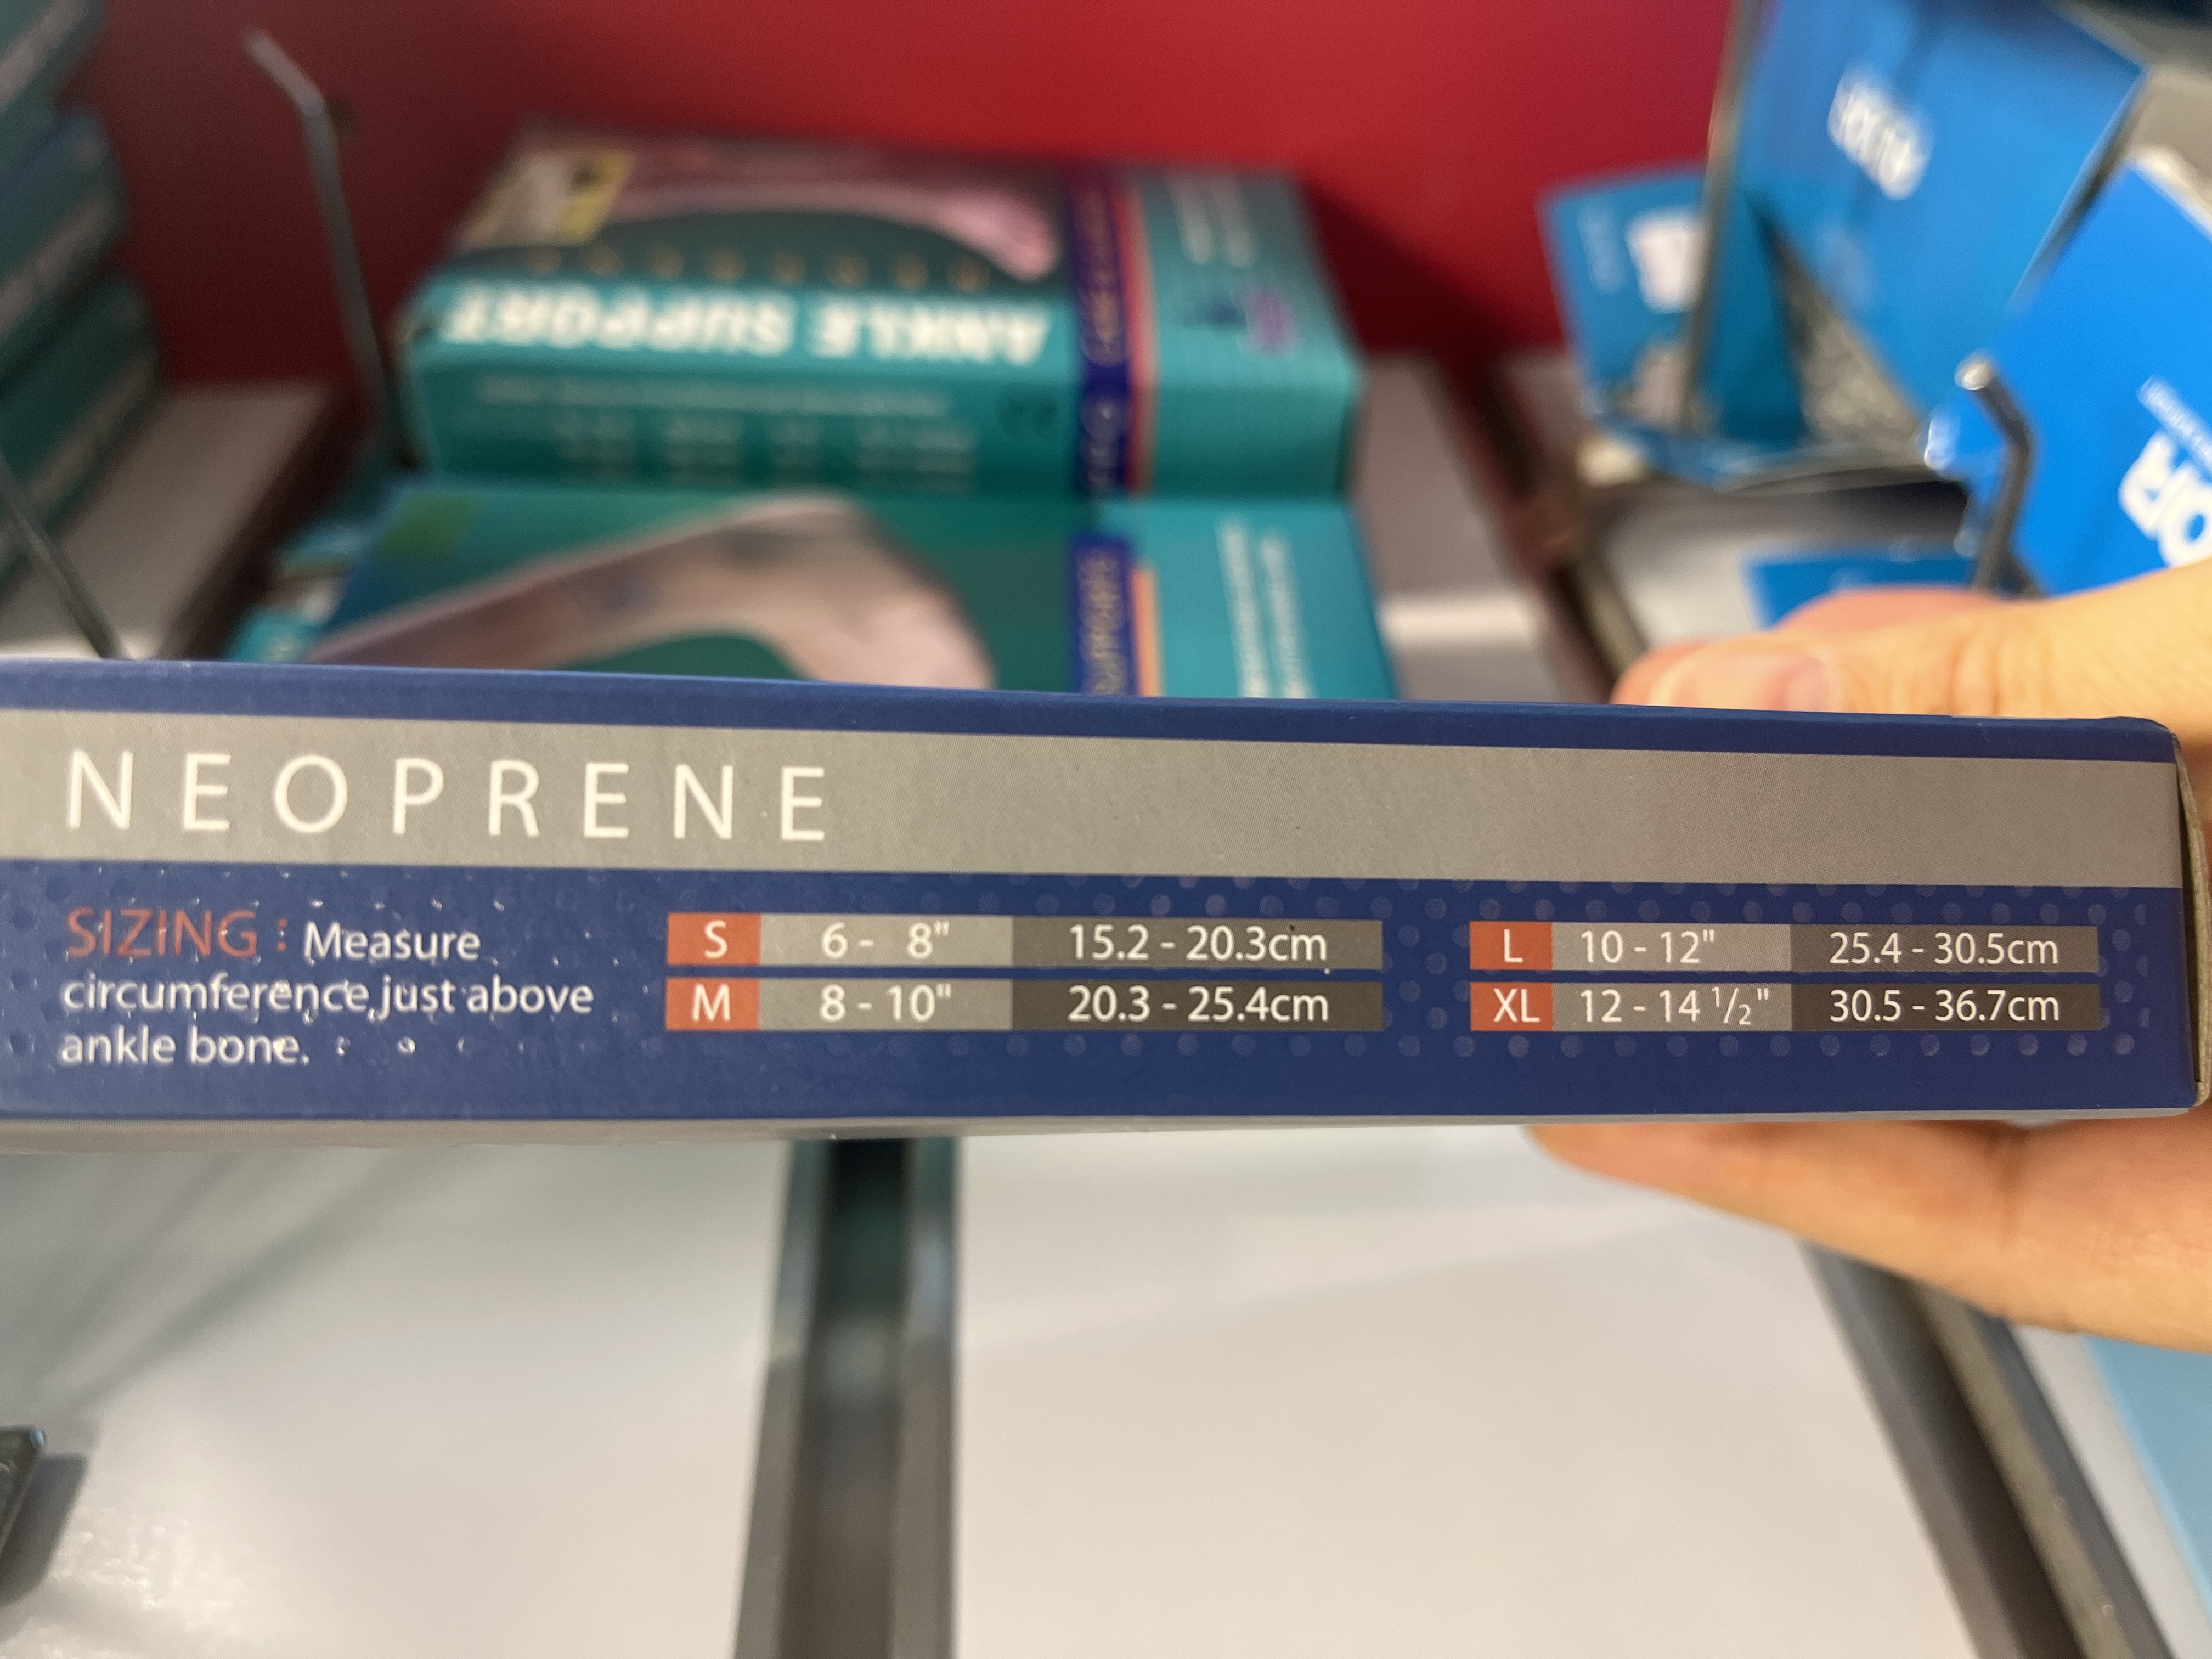 ANKLE SUPPORT
NEOPRENE
SIZING : Measure
circumference just above
ankle bone.
S 6 - 8" 15.2 - 20.3cm
M 8 - 10" 20.3 - 25.4cm
L 10 - 12" 25.4 - 30.5cm
XL 12 - 14 1/2" 30.5 - 36.7cm